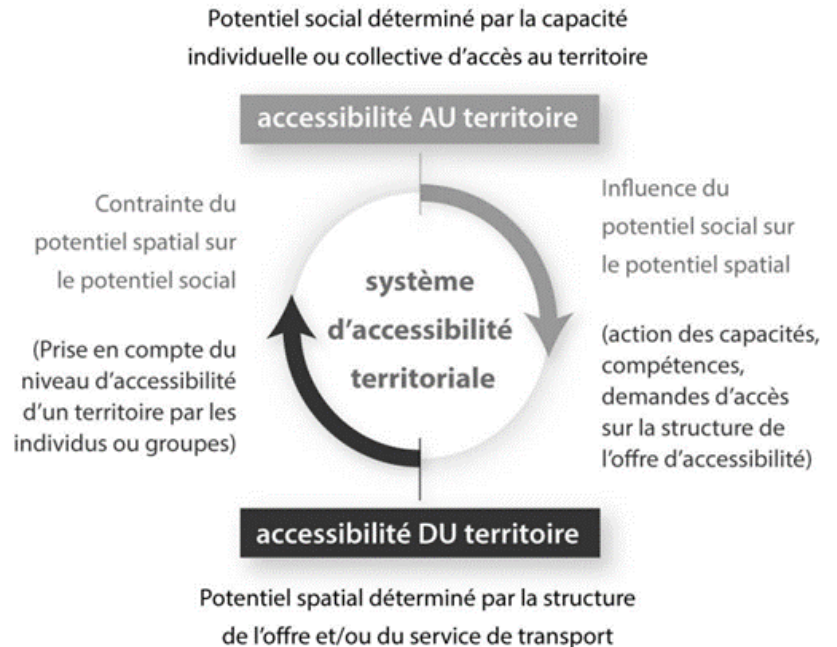 Potentiel social déterminé par la capacité
individuelle ou collective d'accès au territoire
accessibilité AU territoire
Contrainte du
potentiel spatial sur
le potentiel social
(Prise en compte du
niveau d'accessibilité
d'un territoire par les
individus ou groupes)
système
d'accessibilité
territoriale
Influence du
potentiel social sur
le potentiel spatial
(action des capacités,
compétences,
demandes d'accès
sur la structure de
l'offre d'accessibilité)
accessibilité DU territoire
Potentiel spatial déterminé par la structure
de l'offre et/ou du service de transport